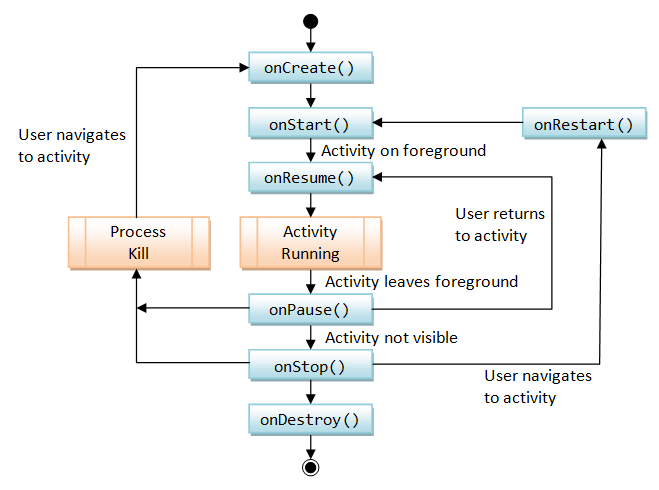 onCreate()
User navigates
to activity
onStart()
onRestart()
Activity on foreground
onResume()
User returns
to activity
Process
Kill
Activity
Running
Activity leaves foreground
onPause()
Activity not visible
onStop()
User navigates
to activity
onDestroy()